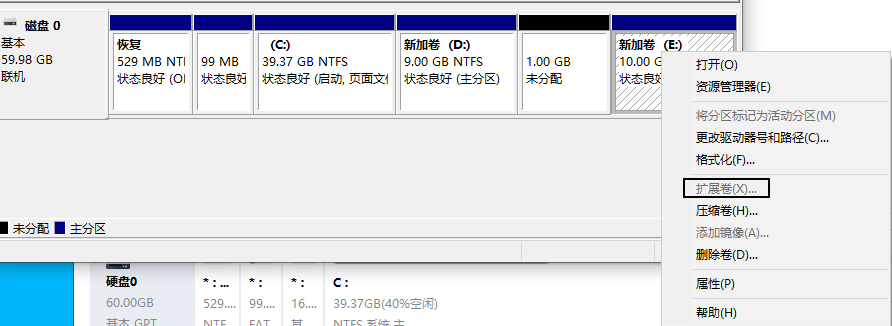 磁盘 0
基本
59.98 GB
联机
恢复
529 MB NTI
状态良好 (OI
99 MB
状态良好
(C:)
39.37 GB NTFS
状态良好 (启动, 页面文件
新加卷 (D:)
9.00 GB NTFS
状态良好 (主分区)
1.00 GB
未分配
新加卷 (E:)
10.00 G
状态良好
打开(O)
资源管理器(E)
将分区标记为活动分区(M)
更改驱动器号和路径(C)...
格式化(F)...
扩展卷(X)...
压缩卷(H)...
添加镜像(A)...
删除卷(D)...
属性(P)
帮助(H)
未分配 主分区
硬盘0
60.00GB
基本 GPT
* : ...
529....
NTF
* :
99....
FAT
* :
16....
基
C :
39.37GB(40%空闲)
NTFS 系统 主